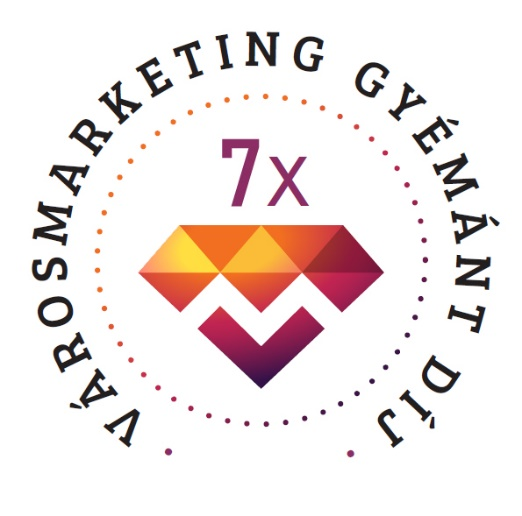 VÁROSMARKETING GYÉMÁNT DÍJ
7x